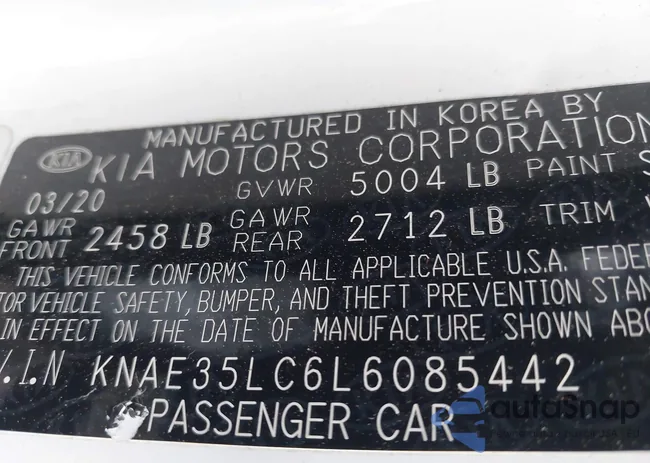 MANUFACTURED IN KOREA BY
KIA KIA MOTORS CORPORATION
03/20 GVWR 5004 LB PAINT
GAWR FRONT 2458 LB GAWR REAR 2712 LB TRIM
THIS VEHICLE CONFORMS TO ALL APPLICABLE U.S.A. FEDER
OR VEHICLE SAFETY, BUMPER, AND THEFT PREVENTION STAN
IN EFFECT ON THE DATE OF MANUFACTURE SHOWN ABO
V.I.N KNAE35LC6L6085442
PASSENGER CAR
autoSnap